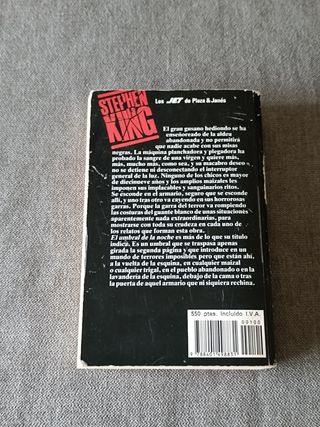 STEPHEN
KING
Los JET de Plaza & Janés
El gran gusano hediondo se ha
enseñoreado de la aldea
abandonada y no permitirá
que nadie acabe con sus misas
negras. La máquina planchadora y plegadora ha
probado la sangre de una virgen y quiere más,
más, mucho más, como sea, y su macabro deseo
no se detiene ni desconectando el interruptor
general de la luz. Ninguno de los chicos es mayor
de diecinueve años y los amplios maizales les
imponen sus implacables y sanguinarios ritos.
Se esconde en el armario, seguro que se esconde
allí, y uno tras otro va cayendo en sus horrorosas
garras. Porque la garra del terror va rompiendo
las costuras del guante blanco de unas situaciones
aparentemente nada extraordinarias, para
mostrarse con toda su crudeza en cada uno de
los relatos que forman esta obra.
El umbral de la noche es más de lo que su título
indica. Es un umbral que se traspasa apenas
girada la segunda página y que introduce en un
mundo de terrores imposibles pero que están ahí,
a la vuelta de la esquina, en cualquier maizal
o cualquier trigal, en el pueblo abandonado o en la
lavandería de la esquina, debajo de la cama o tras
la puerta de aquel armario que ni siquiera rechina.
550 ptas. Incluido I.V.A.
00100
9 788401 498831